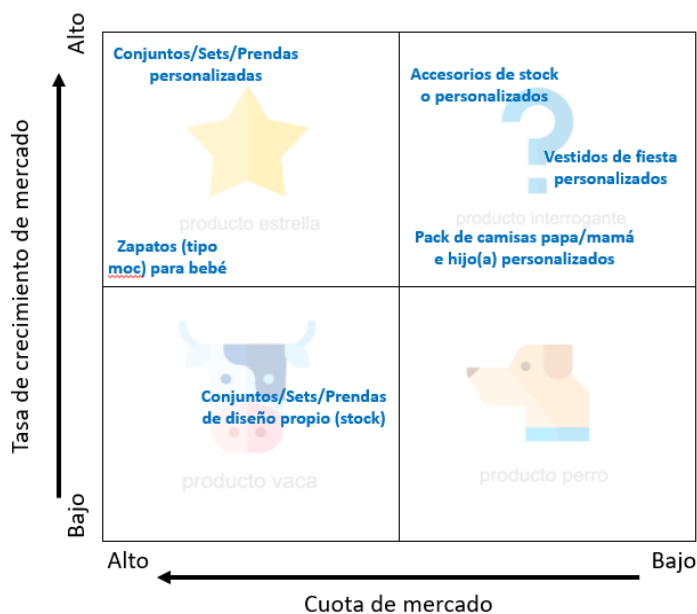 Alto
Tasa de crecimiento de mercado
Bajo
Conjuntos/Sets/Prendas
personalizadas
producto estrella
Zapatos (tipo
moc) para bebé
Accesorios de stock
o personalizados
Vestidos de fiesta
personalizados
producto interrogante
Pack de camisas papa/mamá
e hijo(a) personalizados
Conjuntos/Sets/Prendas
de diseño propio (stock)
producto vaca
producto perro
Alto
Bajo
Cuota de mercado